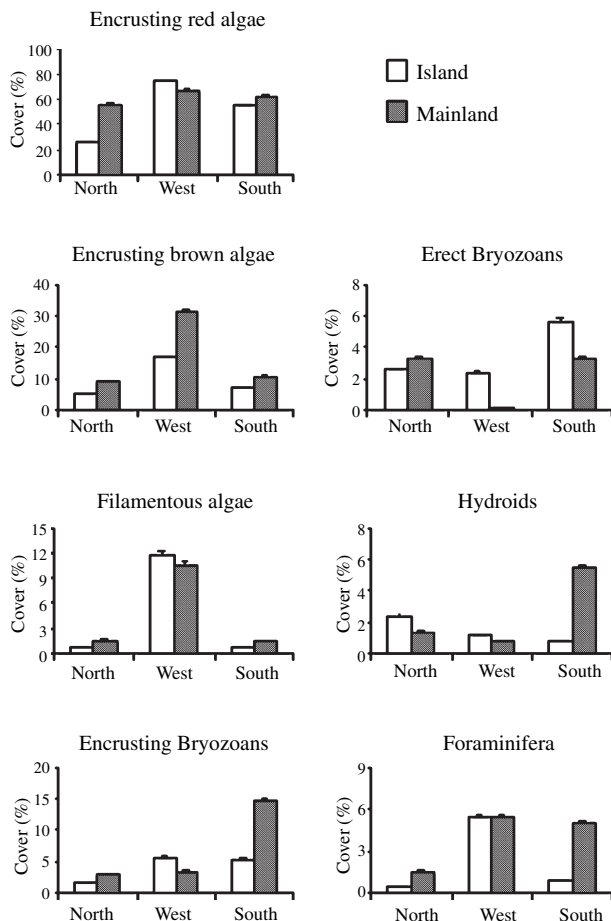 Encrusting red algae
Cover (%)
100
80
60
40
20
0
North West South
Island
Mainland
Encrusting brown algae
Cover (%)
40
30
20
10
0
North West South
Erect Bryozoans
Cover (%)
8
6
4
2
0
North West South
Filamentous algae
Cover (%)
15
12
9
6
3
0
North West South
Hydroids
Cover (%)
8
6
4
2
0
North West South
Encrusting Bryozoans
Cover (%)
20
15
10
5
0
North West South
Foraminifera
Cover (%)
9
6
3
0
North West South